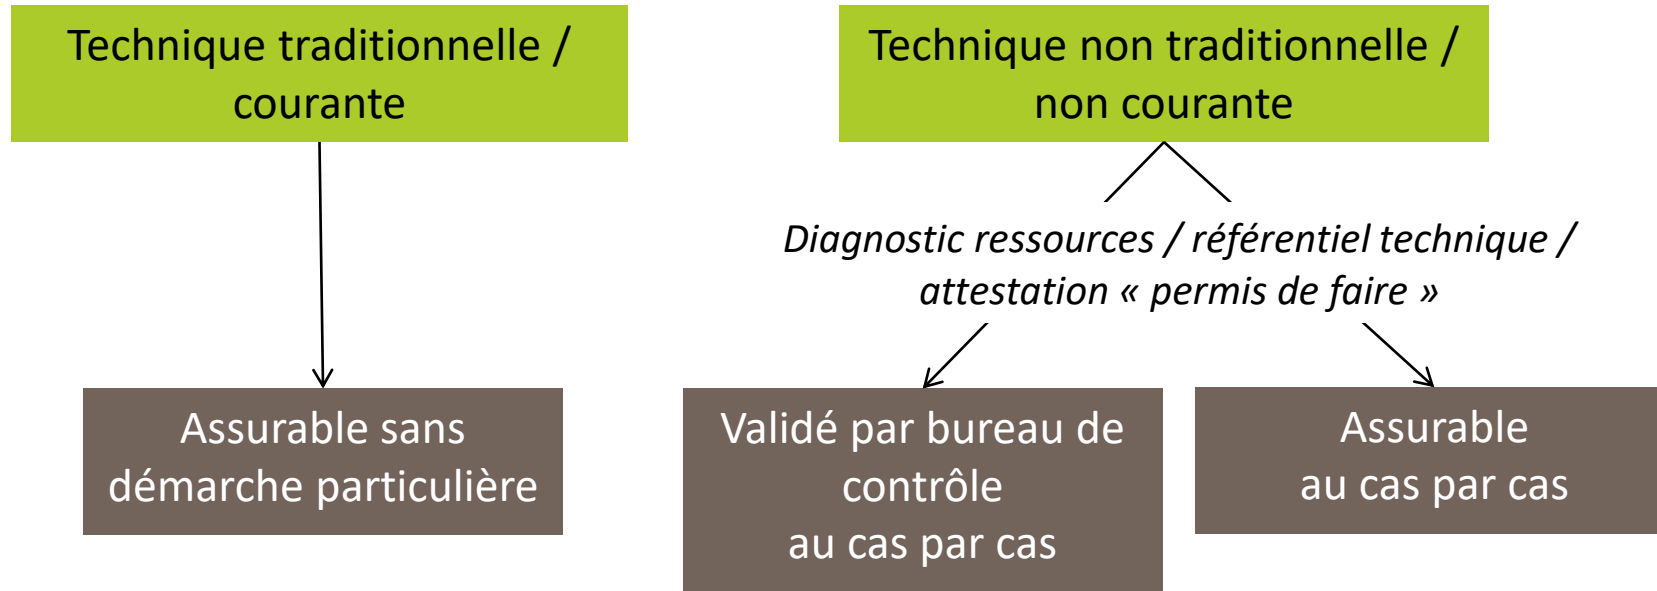 Technique traditionnelle /
courante
Technique non traditionnelle /
non courante
Diagnostic ressources / référentiel technique /
attestation « permis de faire »
Assurable sans
démarche particulière
Validé par bureau de
contrôle
au cas par cas
Assurable
au cas par cas